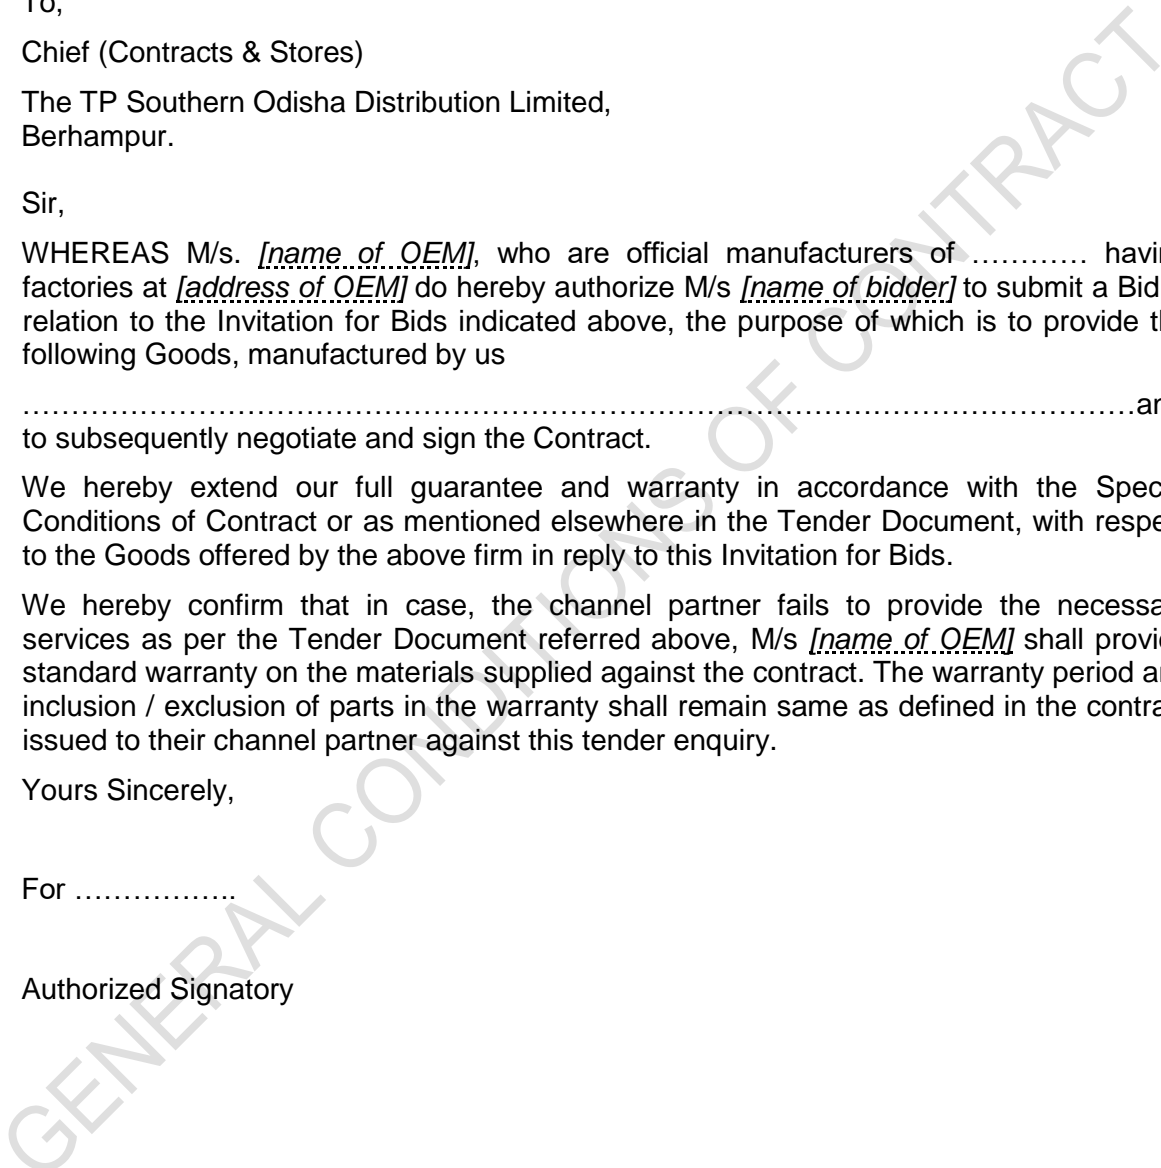 To,
Chief (Contracts & Stores)
The TP Southern Odisha Distribution Limited,
Berhampur.
Sir,
WHEREAS M/s. [name of OEM], who are official manufacturers of ………… havin
factories at [address of OEM] do hereby authorize M/s [name of bidder] to submit a Bid
relation to the Invitation for Bids indicated above, the purpose of which is to provide th
following Goods, manufactured by us
……………………………………………………………………………………………………an
to subsequently negotiate and sign the Contract.
We hereby extend our full guarantee and warranty in accordance with the Spec
Conditions of Contract or as mentioned elsewhere in the Tender Document, with respe
to the Goods offered by the above firm in reply to this Invitation for Bids.
We hereby confirm that in case, the channel partner fails to provide the necessa
services as per the Tender Document referred above, M/s [name of OEM] shall provid
standard warranty on the materials supplied against the contract. The warranty period an
inclusion / exclusion of parts in the warranty shall remain same as defined in the contra
issued to their channel partner against this tender enquiry.
Yours Sincerely,
For ……………..
Authorized Signatory
GENERAL CONDITIONS OF CONTRACT